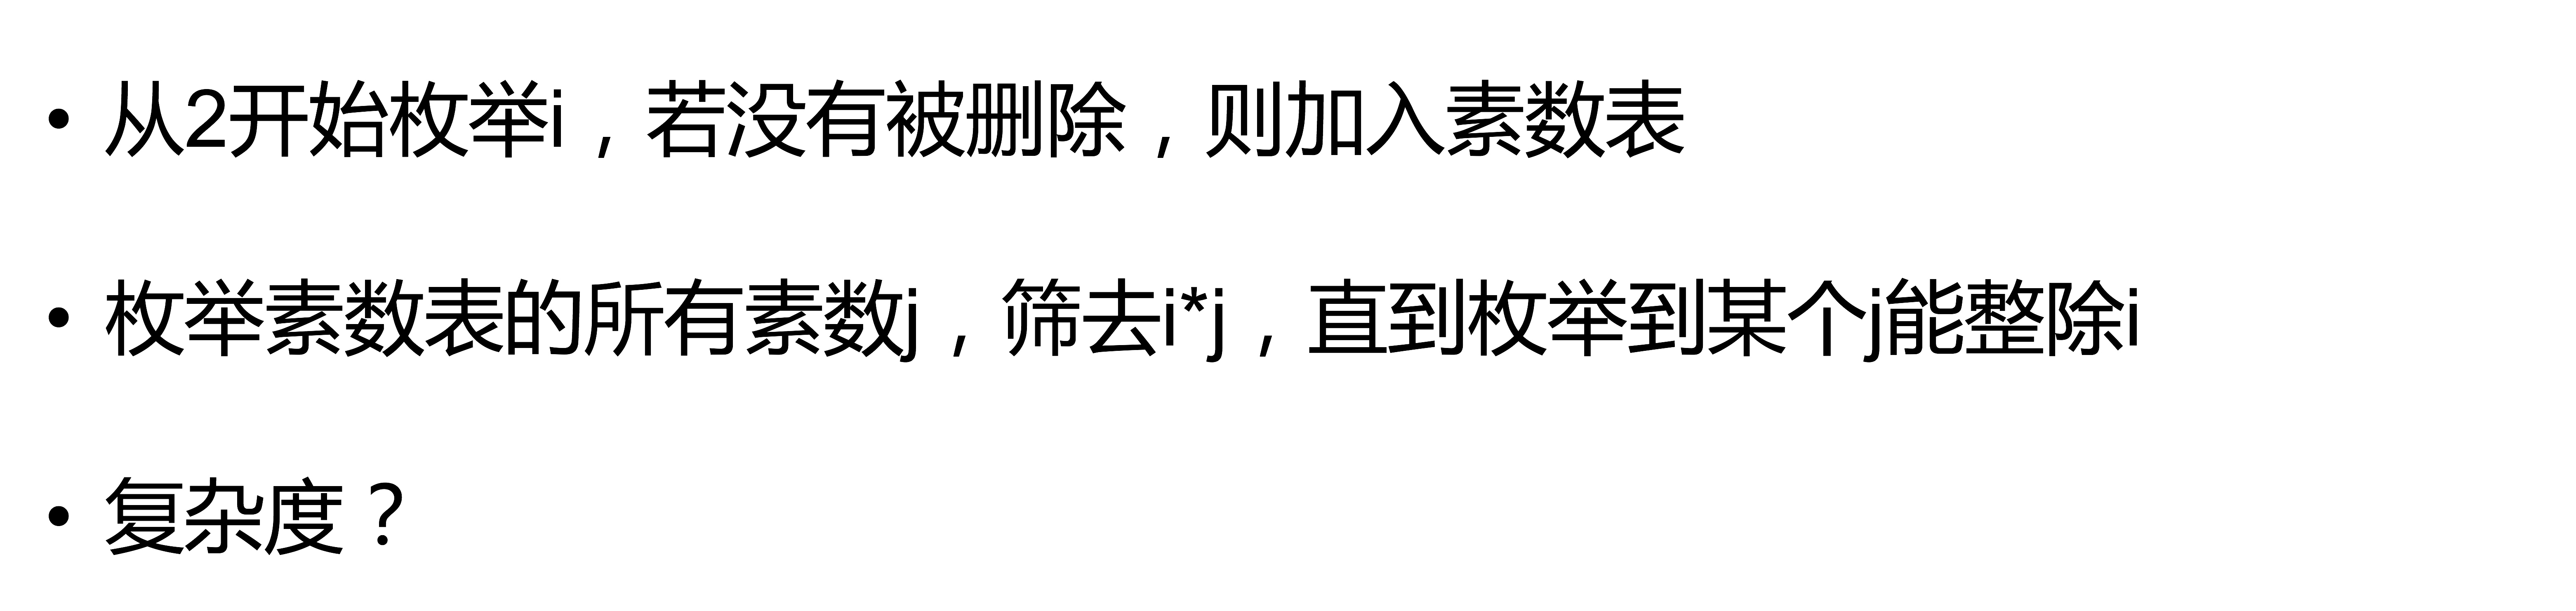 • 从2开始枚举i，若没有被删除，则加入素数表
• 枚举素数表的所有素数j，筛去i*j，直到枚举到某个j能整除i
• 复杂度？